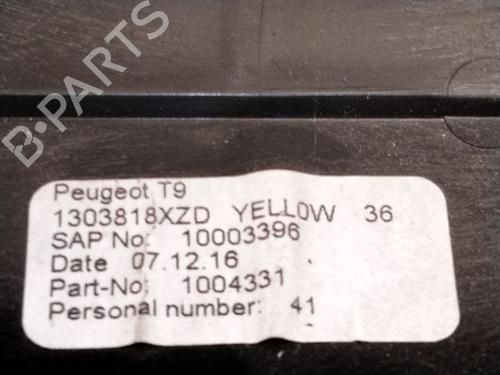 B-PARTS
Peugeot T9
1303818XZD YELLOW 36
SAP No: 10003396
Date 07.12.16
Part-No: 1004331
Personal number: 41